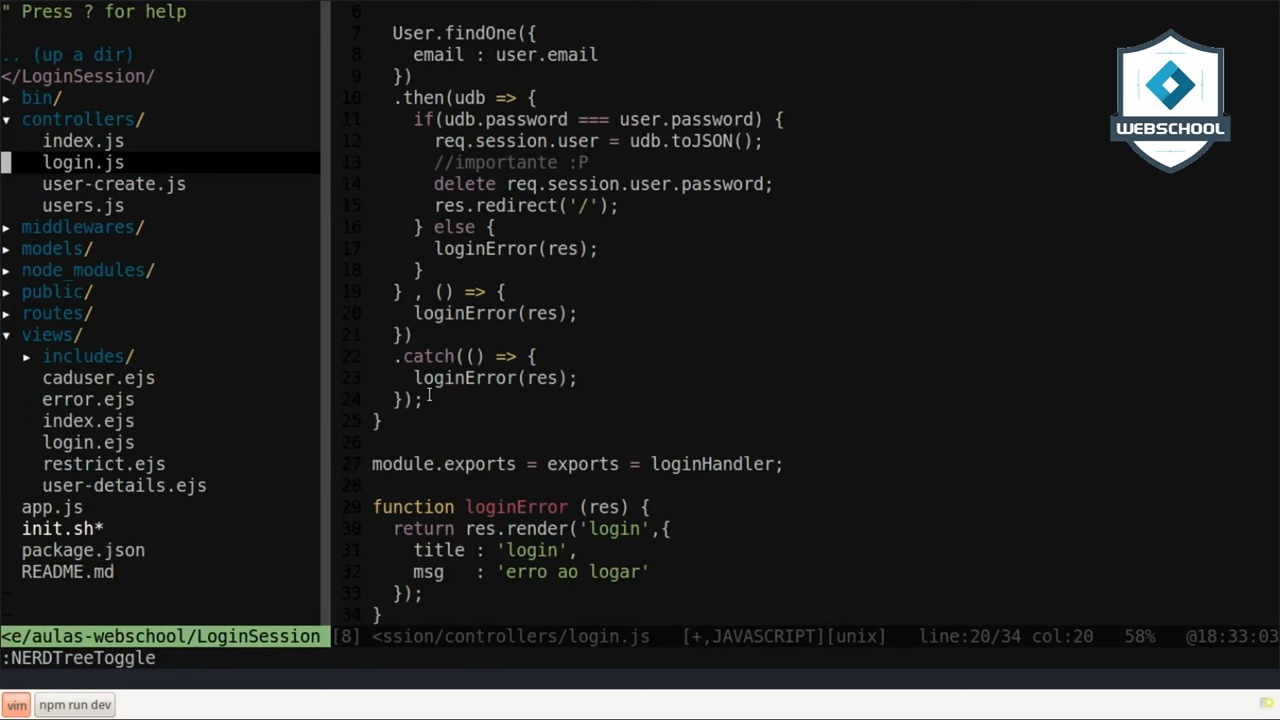 " Press ? for help
.. (up a dir)
</LoginSession/
▸ bin/
▾ controllers/
index.js
login.js
user-create.js
users.js
▸ middlewares/
▸ models/
▸ node_modules/
▸ public/
▸ routes/
▾ views/
▸ includes/
caduser.ejs
error.ejs
index.ejs
login.ejs
restrict.ejs
user-details.ejs
app.js
init.sh*
package.json
README.md
~
~
6
7 User.findOne({
8 email : user.email
9 })
10 .then(udb => {
11 if(udb.password === user.password) {
12 req.session.user = udb.toJSON();
13 //importante :P
14 delete req.session.user.password;
15 res.redirect('/');
16 } else {
17 loginError(res);
18 }
19 } , () => {
20 loginError(res);
21 })
22 .catch(() => {
23 loginError(res);
24 });
25 }
26
27 module.exports = exports = loginHandler;
28
29 function loginError (res) {
30 return res.render('login',{
31 title : 'login',
32 msg : 'erro ao logar'
33 });
34 }
WEBSCHOOL
<e/aulas-webschool/LoginSession [8] <ssion/controllers/login.js [+,JAVASCRIPT][unix] line:20/34 col:20 58% @18:33:03
:NERDTreeToggle
vim npm run dev